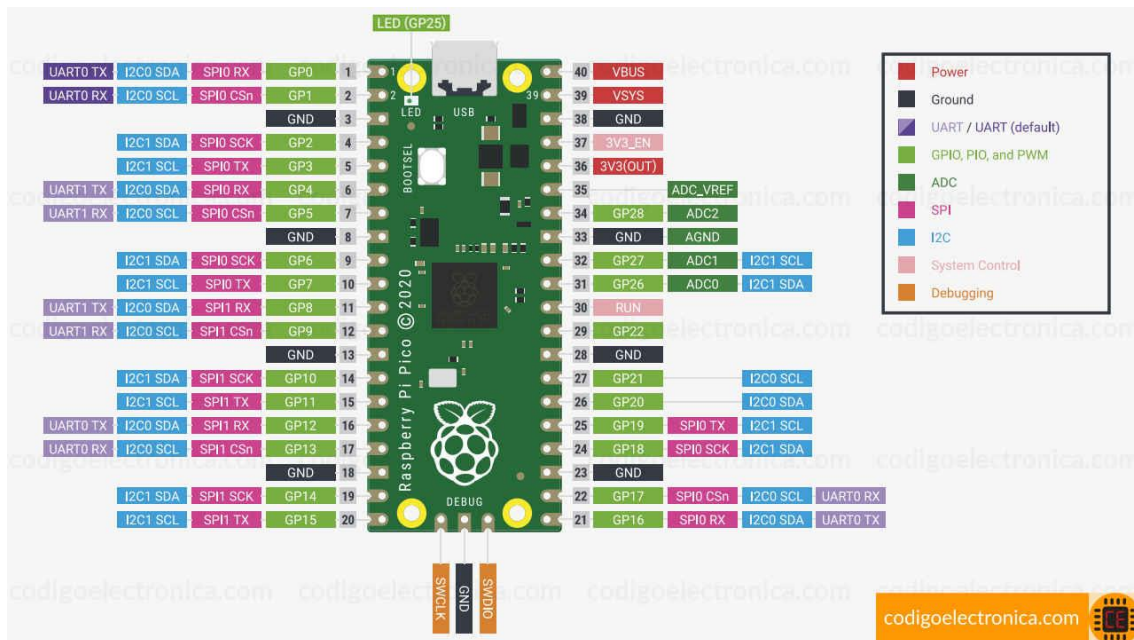 LED (GP25)
UART0 TX I2C0 SDA SPI0 RX GP0 1 40 VBUS
UART0 RX I2C0 SCL SPI0 CSn GP1 2 39 VSYS
GND 3 38 GND
UART / UART (default)
1
2 39
LED USB
I2C1 SDA SPI0 SCK GP2 4 37 3V3_EN
I2C1 SCL SPI0 TX GP3 5 36 3V3(OUT)
BOOTSEL
UART1 TX I2C0 SDA SPI0 RX GP4 6 35 ADC_VREF
UART1 RX I2C0 SCL SPI0 CSn GP5 7 34 GP28 ADC2
GND 8 33 GND AGND
I2C1 SDA SPI0 SCK GP6 9 32 GP27 ADC1 I2C1 SCL
I2C1 SCL SPI0 TX GP7 10 31 GP26 ADC0 I2C1 SDA
UART1 TX I2C0 SDA SPI1 RX GP8 11 30 RUN
UART1 RX I2C0 SCL SPI1 CSn GP9 12 29 GP22
GND 13 28 GND
I2C1 SDA SPI1 SCK GP10 14 27 GP21 I2C0 SCL
I2C1 SCL SPI1 TX GP11 15 26 GP20 I2C0 SDA
UART0 TX I2C0 SDA SPI1 RX GP12 16 25 GP19 SPI0 TX I2C1 SCL
UART0 RX I2C0 SCL SPI1 CSn GP13 17 24 GP18 SPI0 SCK I2C1 SDA
GND 18 23 GND
I2C1 SDA SPI1 SCK GP14 19 22 GP17 SPI0 CSn I2C0 SCL UART0 RX
I2C1 SCL SPI1 TX GP15 20 21 GP16 SPI0 RX I2C0 SDA UART0 TX
Raspberry Pi Pico © 2020
DEBUG
SWCLK
GND
SWDIO
Power
Ground
GPIO, PIO, and PWM
ADC
SPI
I2C
System Control
Debugging
codigoelectronica.com codigoelectronica.com codigoelectronica.com
codigoelectronica.com
CE